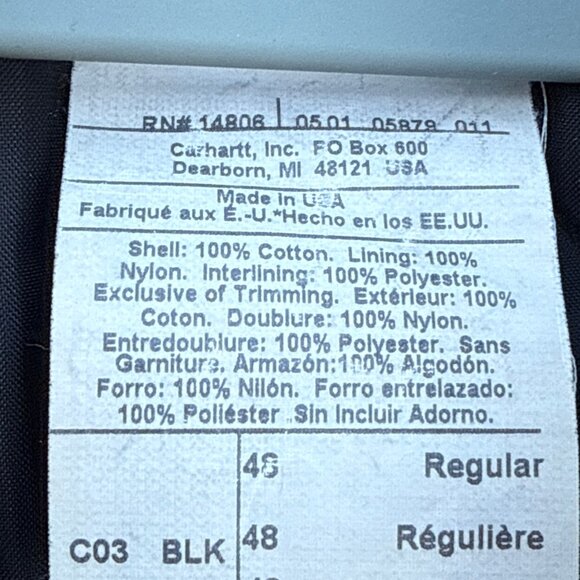 RN# 14806 | 05 01 05879 011
Carhartt, Inc. PO Box 600
Dearborn, MI 48121 USA
Made in USA
Fabriqué aux É.-U.*Hecho en los EE.UU.
Shell: 100% Cotton. Lining: 100%
Nylon. Interlining: 100% Polyester.
Exclusive of Trimming. Extérieur: 100%
Coton. Doublure: 100% Nylon.
Entredoublure: 100% Polyester. Sans
Garniture. Armazón:100% Algodón.
Forro: 100% Nilón. Forro entrelazado:
100% Poliéster Sin Incluir Adorno.
48 Regular
C03 BLK 48 Régulière